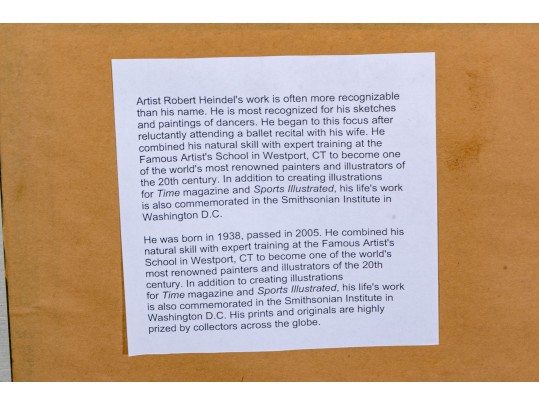 Artist Robert Heindel's work is often more recognizable
than his name. He is most recognized for his sketches
and paintings of dancers. He began to this focus after
reluctantly attending a ballet recital with his wife. He
combined his natural skill with expert training at the
Famous Artist's School in Westport, CT to become one
of the world's most renowned painters and illustrators of
the 20th century. In addition to creating illustrations
for Time magazine and Sports Illustrated, his life's work
is also commemorated in the Smithsonian Institute in
Washington D.C.
He was born in 1938, passed in 2005. He combined his
natural skill with expert training at the Famous Artist's
School in Westport, CT to become one of the world's
most renowned painters and illustrators of the 20th
century. In addition to creating illustrations
for Time magazine and Sports Illustrated, his life's work
is also commemorated in the Smithsonian Institute in
Washington D.C. His prints and originals are highly
prized by collectors across the globe.